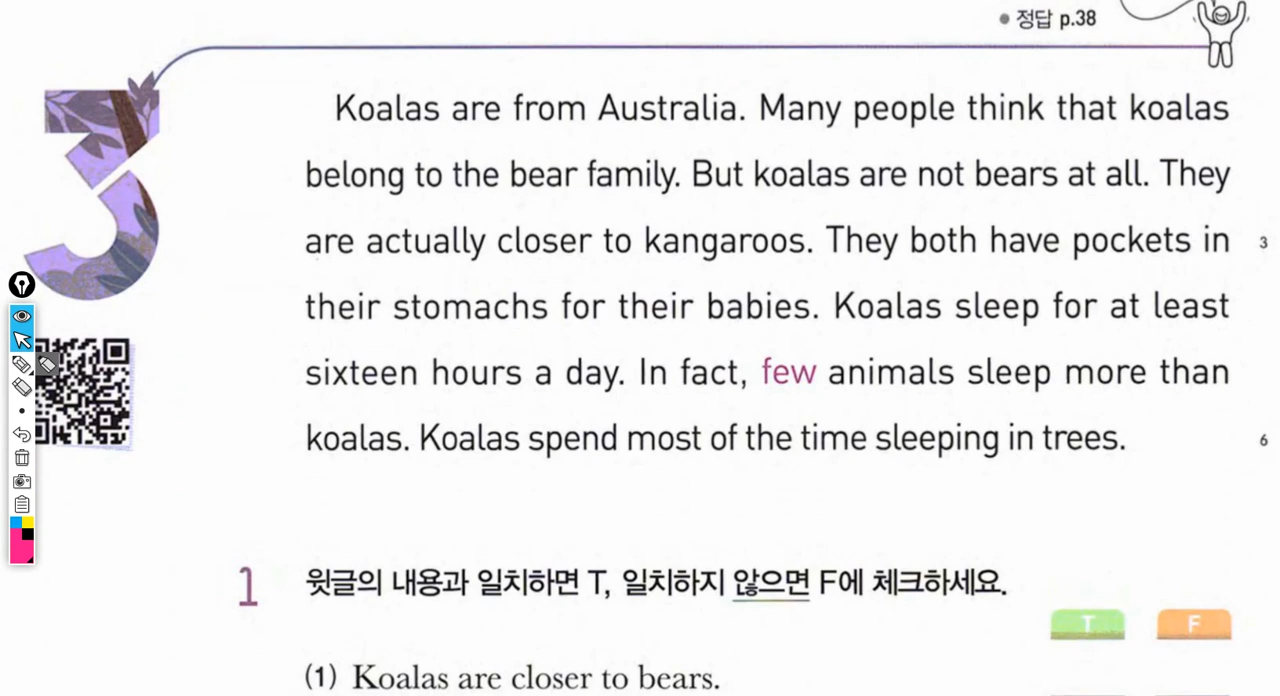 정답 p.38
3
Koalas are from Australia. Many people think that koalas
belong to the bear family. But koalas are not bears at all. They
are actually closer to kangaroos. They both have pockets in 3
their stomachs for their babies. Koalas sleep for at least
sixteen hours a day. In fact, few animals sleep more than
koalas. Koalas spend most of the time sleeping in trees. 6
1 윗글의 내용과 일치하면 T, 일치하지 않으면 F에 체크하세요.
T F
(1) Koalas are closer to bears.